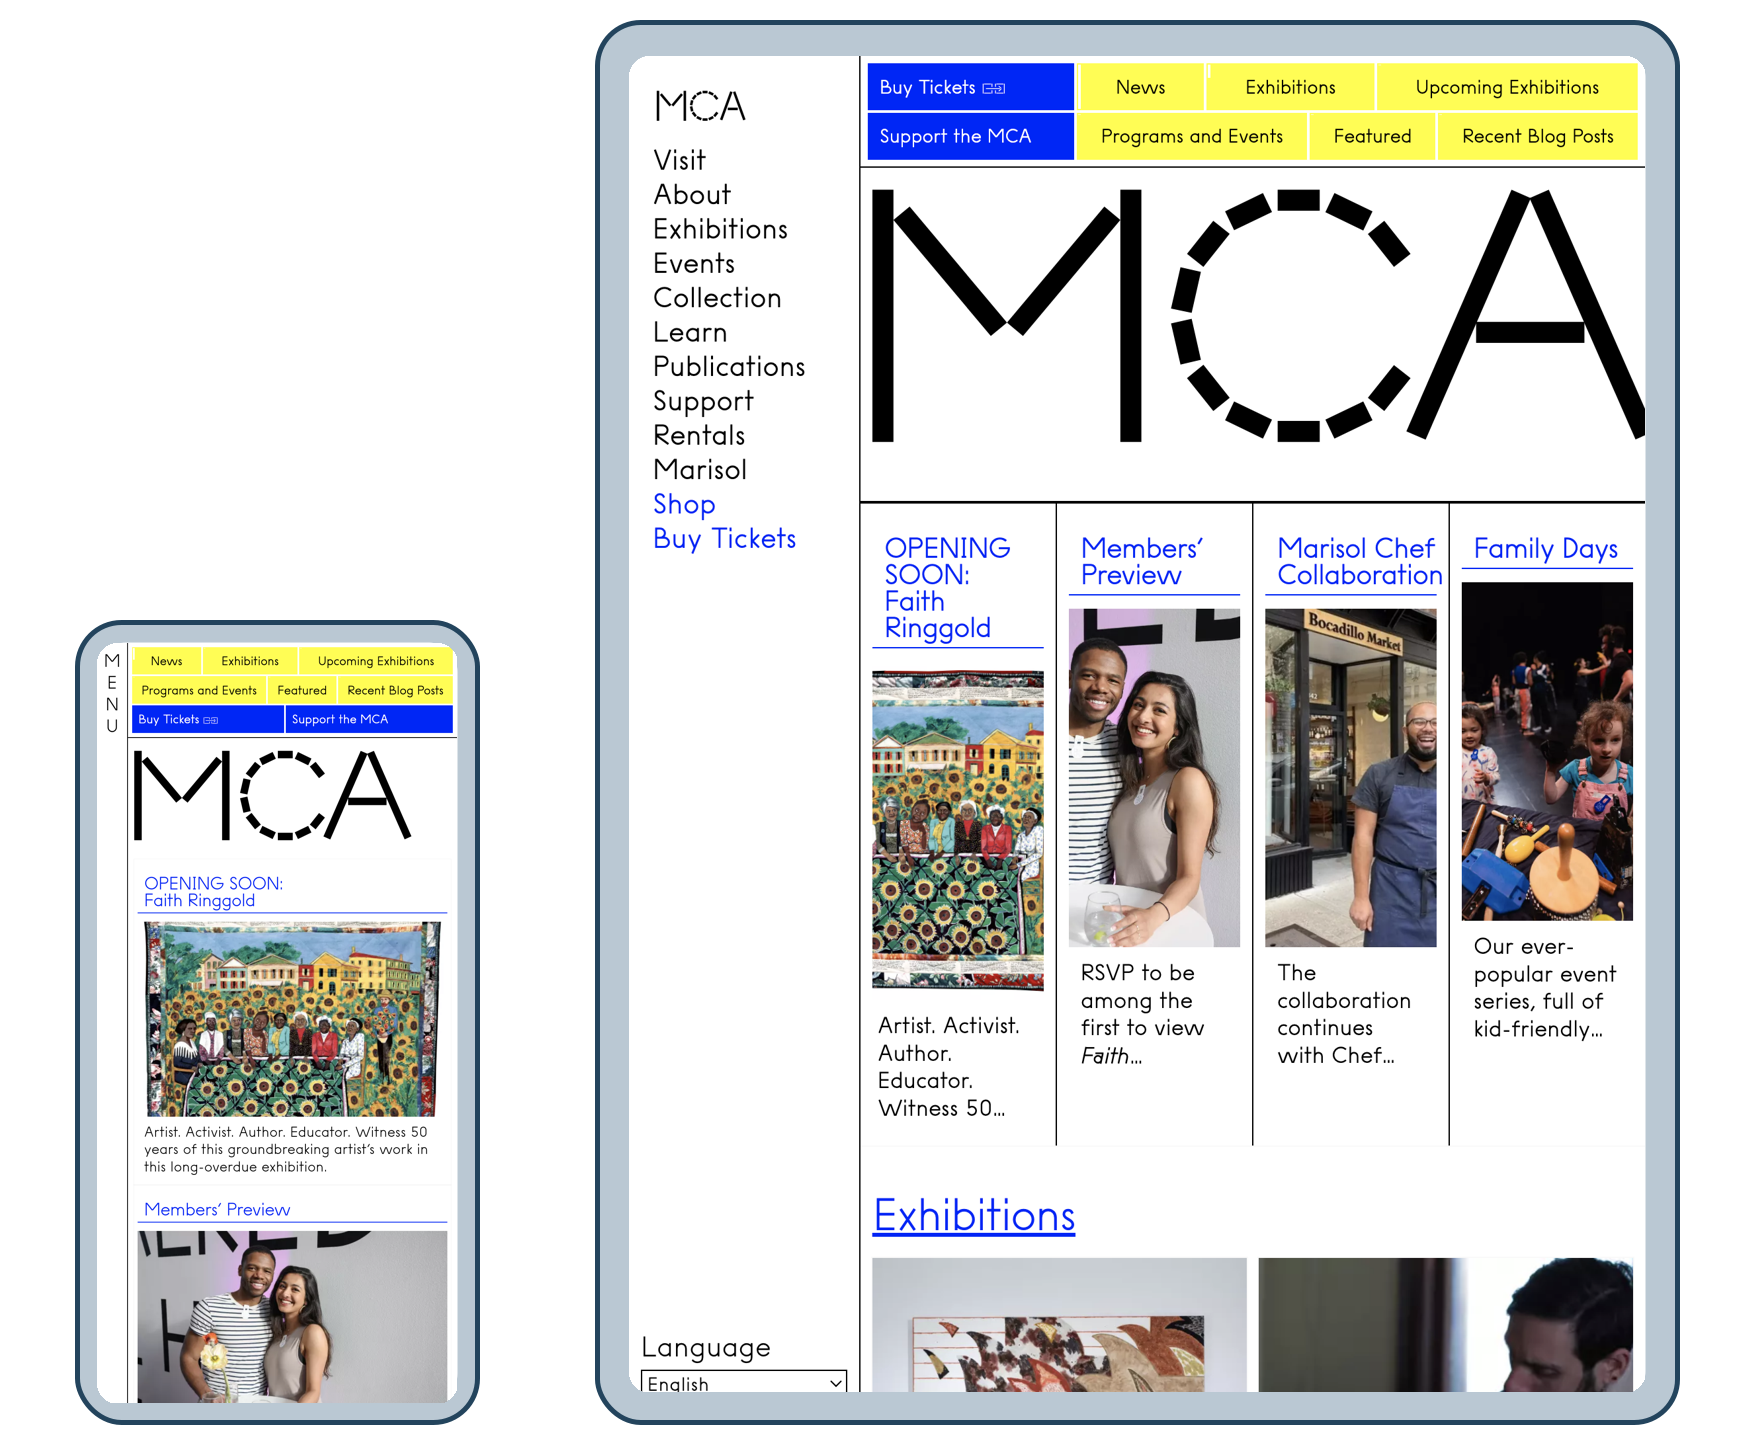 MENU
News
Exhibitions
Upcoming Exhibitions
Programs and Events
Featured
Recent Blog Posts
Buy Tickets
Support the MCA
MCA
OPENING SOON:
Faith Ringgold
Artist. Activist. Author. Educator. Witness 50
years of this groundbreaking artist's work in
this long-overdue exhibition.
Members' Preview
MCA
Visit
About
Exhibitions
Events
Collection
Learn
Publications
Support
Rentals
Marisol
Shop
Buy Tickets
Language
English
Buy Tickets
News
Exhibitions
Upcoming Exhibitions
Support the MCA
Programs and Events
Featured
Recent Blog Posts
MCA
OPENING
SOON:
Faith
Ringgold
Artist. Activist.
Author.
Educator.
Witness 50...
Members'
Preview
RSVP to be
among the
first to view
Faith...
Marisol Chef
Collaboration
Bocadillo Market
The
collaboration
continues
with Chef...
Family Days
Our ever-
popular event
series, full of
kid-friendly...
Exhibitions